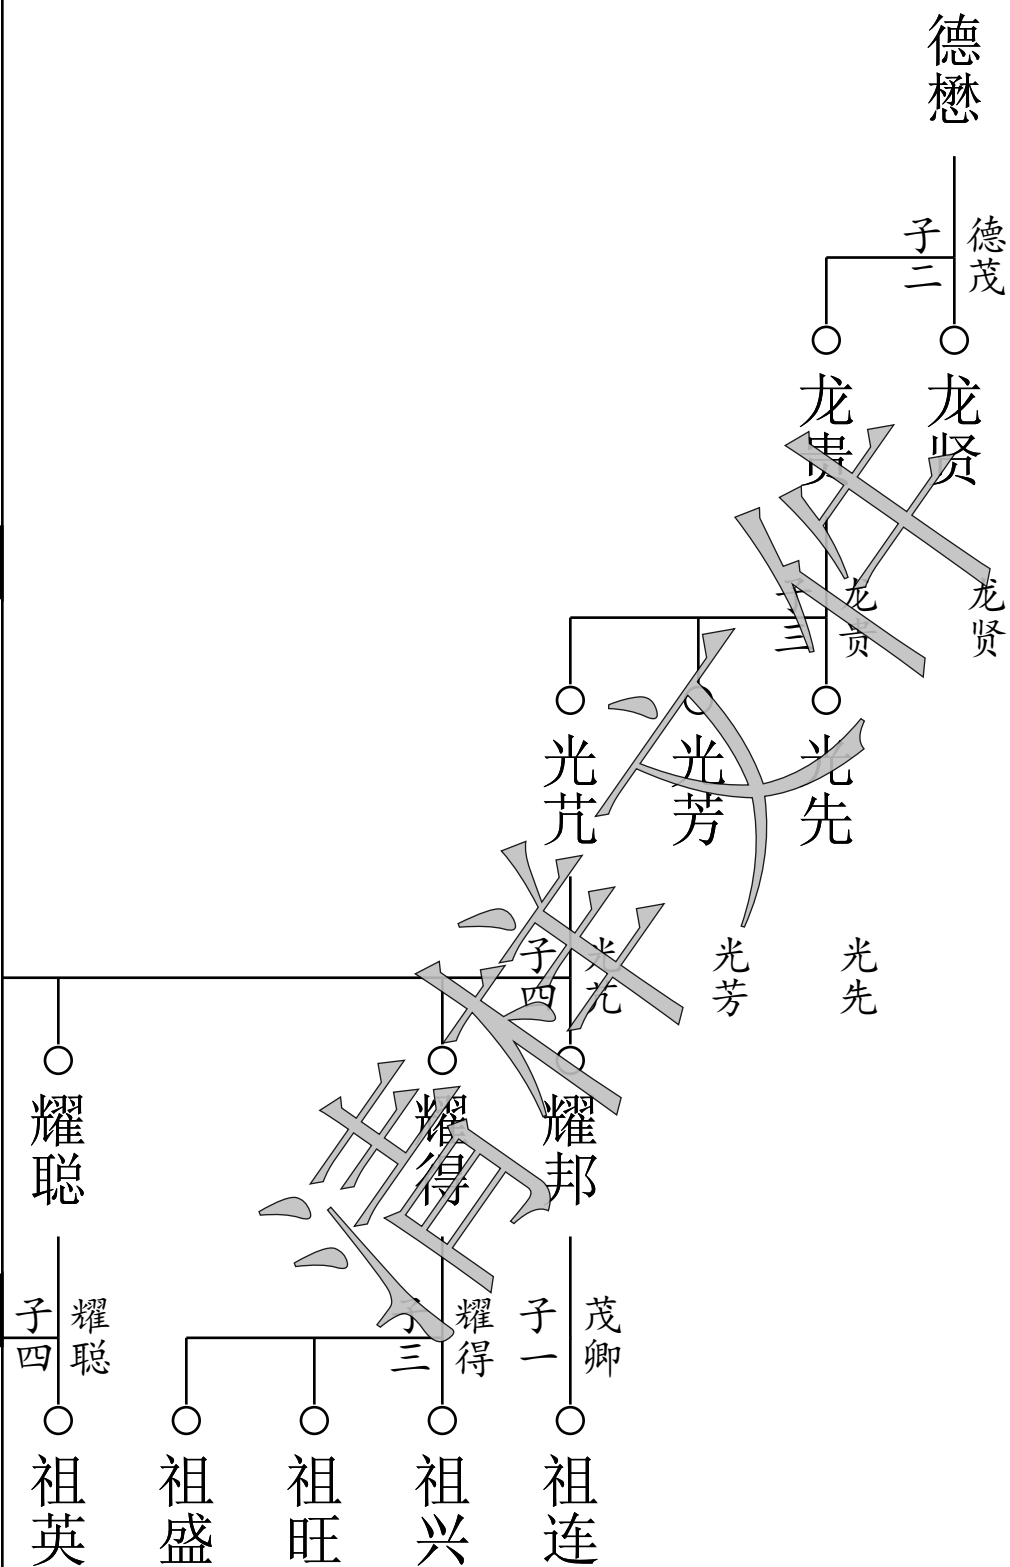 德懋
德茂
子二
龙贤
龙贵
龙贤
龙贵
子三
光先
光芳
光芃
光先
光芳
光芃
子四
耀邦
耀得
耀聪
茂卿
子一
耀得
子三
耀聪
子四
祖连
祖兴
祖旺
祖盛
祖英